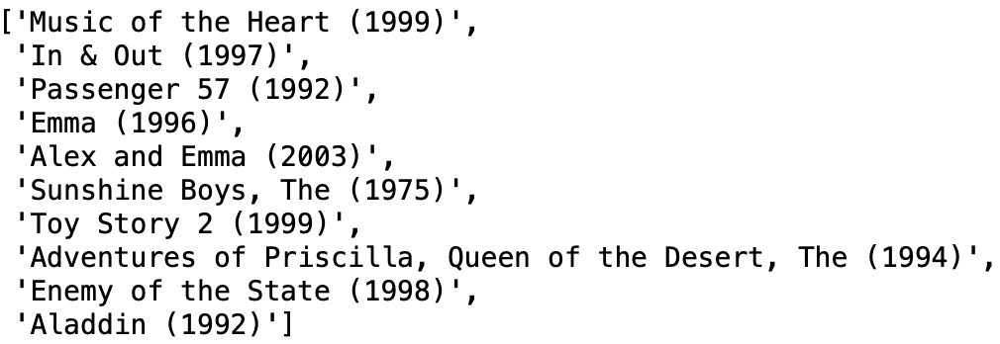 ['Music of the Heart (1999)',
'In & Out (1997)',
'Passenger 57 (1992)',
'Emma (1996)',
'Alex and Emma (2003)',
'Sunshine Boys, The (1975)',
'Toy Story 2 (1999)',
'Adventures of Priscilla, Queen of the Desert, The (1994)',
'Enemy of the State (1998)',
'Aladdin (1992)']